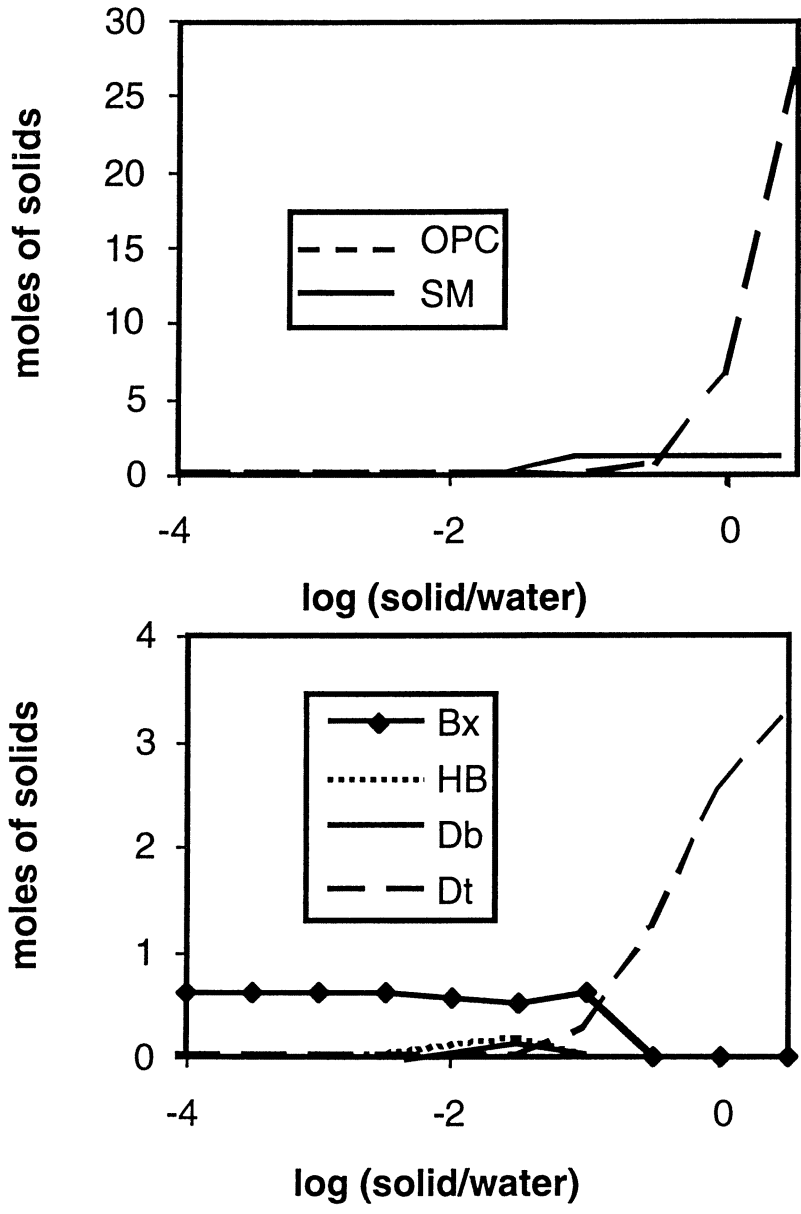 30
25
20
15
10
5
0
moles of solids
OPC
SM
-4 -2 0
log (solid/water)
4
3
2
1
0
moles of solids
Bx
HB
Db
Dt
-4 -2 0
log (solid/water)